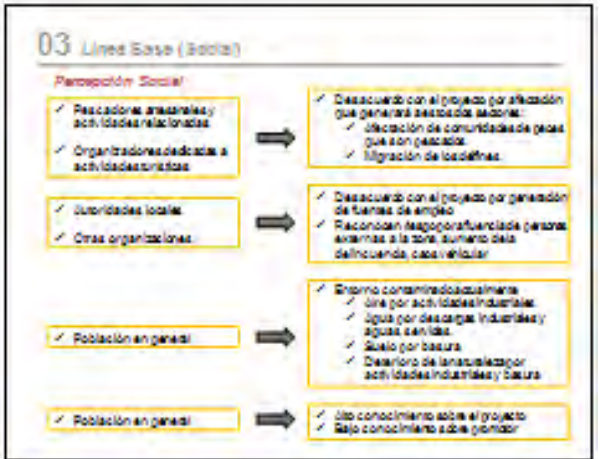 03 Línea Base (Social)
Percepción Social
✓ Pescadores artesanales y
actividades relacionadas
✓ Organizadores dedicadas a
actividades turísticas
✓ Desacuerdo con el proyecto por afectación
que generará a estos dos sectores:
✓ Afectación de comunidades de peces
que son pescados
✓ Migración de los delfines.
✓ Autoridades locales
✓ Otras organizaciones
✓ Desacuerdo con el proyecto por generación
de fuentes de empleo
✓ Reconocen riesgo por afluencia de personas
externas a la zona, aumento de la
delincuencia, caos vehicular
✓ Población en general
✓ Entorno contaminado actualmente
✓ Aire por actividades industriales
✓ Agua por descargas industriales y
aguas servidas.
✓ Suelo por basura
✓ Deterioro de la naturaleza por
actividades industriales y basura
✓ Población en general
✓ Alto conocimiento sobre el proyecto
✓ Bajo conocimiento sobre promotor